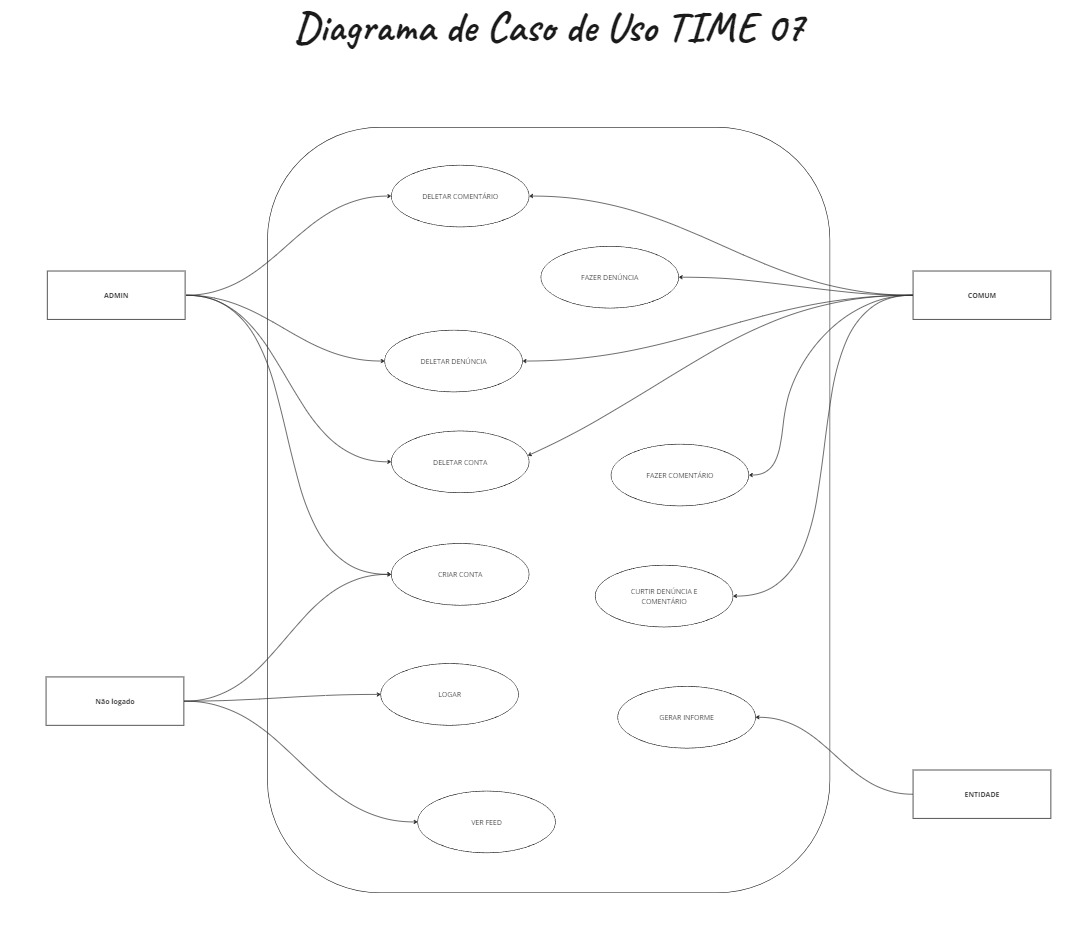 Diagrama de Caso de Uso TIME 07
DELETAR COMENTÁRIO
FAZER DENÚNCIA
ADMIN
COMUM
DELETAR DENÚNCIA
DELETAR CONTA
FAZER COMENTÁRIO
CRIAR CONTA
CURTIR DENÚNCIA E
COMENTÁRIO
LOGAR
Não logado
GERAR INFORME
ENTIDADE
VER FEED